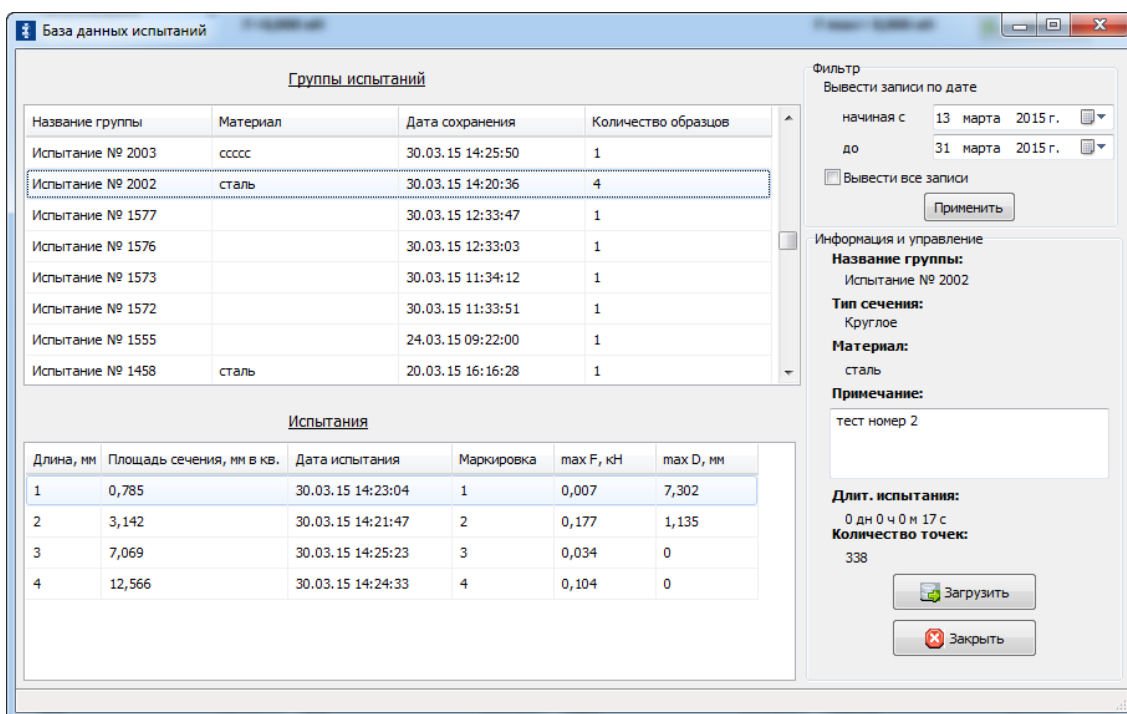 База данных испытаний
Группы испытаний
Название группы Материал Дата сохранения Количество образцов
Испытание № 2003 ссссс 30.03.15 14:25:50 1
Испытание № 2002 сталь 30.03.15 14:20:36 4
Испытание № 1577 30.03.15 12:33:47 1
Испытание № 1576 30.03.15 12:33:03 1
Испытание № 1573 30.03.15 11:34:12 1
Испытание № 1572 30.03.15 11:33:51 1
Испытание № 1555 24.03.15 09:22:00 1
Испытание № 1458 сталь 20.03.15 16:16:28 1
Испытания
Длина, мм Площадь сечения, мм в кв. Дата испытания Маркировка max F, кН max D, мм
1 0,785 30.03.15 14:23:04 1 0,007 7,302
2 3,142 30.03.15 14:21:47 2 0,177 1,135
3 7,069 30.03.15 14:25:23 3 0,034 0
4 12,566 30.03.15 14:24:33 4 0,104 0
Фильтр
Вывести записи по дате
начиная с 13 марта 2015 г.
до 31 марта 2015 г.
Вывести все записи
Применить
Информация и управление
Название группы:
Испытание № 2002
Тип сечения:
Круглое
Материал:
сталь
Примечание:
тест номер 2
Длит. испытания:
0 дн 0 ч 0 м 17 с
Количество точек:
338
Загрузить
Закрыть